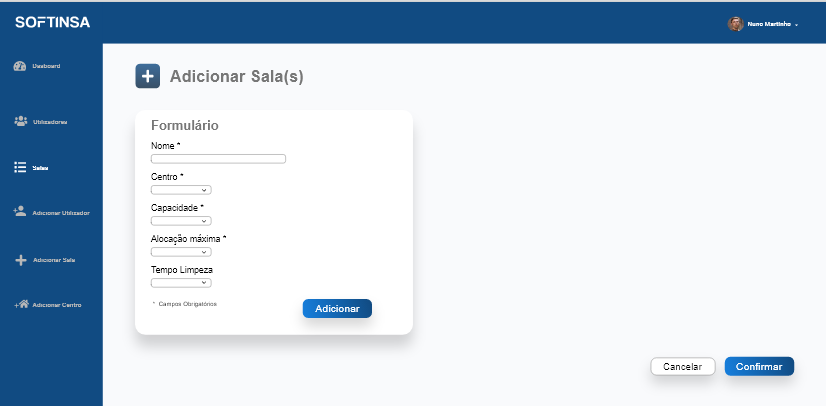 SOFTINSA
Nuno Martinho
Dasboard
Utilizadores
Salas
Adicionar Utilizador
Adicionar Sala
Adicionar Centro
Adicionar Sala(s)
Formulário
Nome *
Centro *
Capacidade *
Alocação máxima *
Tempo Limpeza
* Campos Obrigatórios
Adicionar
Cancelar
Confirmar